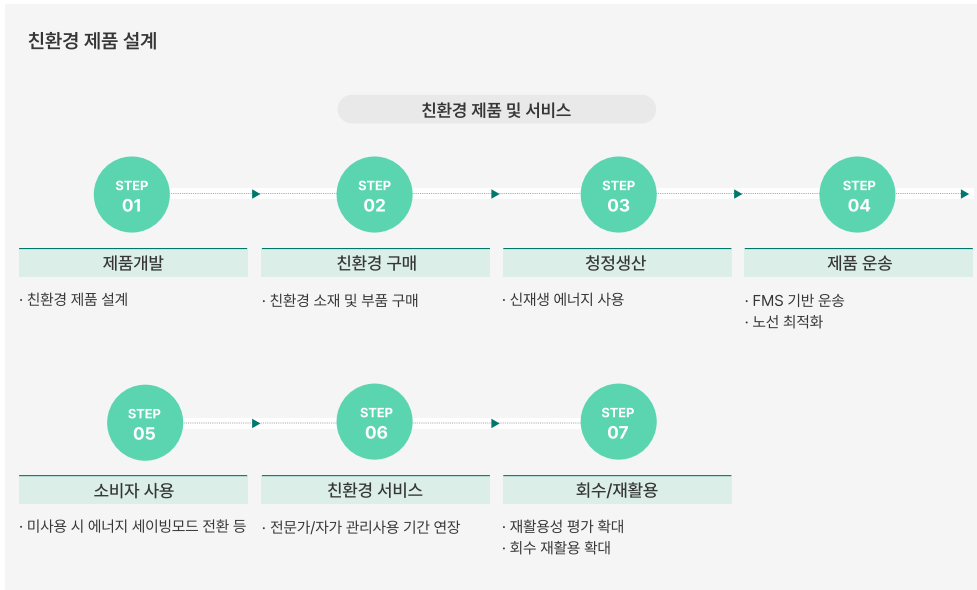 친환경 제품 설계
친환경 제품 및 서비스
STEP
01
STEP
02
STEP
03
STEP
04
제품개발
친환경 구매
청정생산
제품 운송
· 친환경 제품 설계
· 친환경 소재 및 부품 구매
· 신재생 에너지 사용
· FMS 기반 운송
· 노선 최적화
STEP
05
STEP
06
STEP
07
소비자 사용
친환경 서비스
회수/재활용
· 미사용 시 에너지 세이빙모드 전환 등
· 전문가/자가 관리사용 기간 연장
· 재활용성 평가 확대
· 회수 재활용 확대